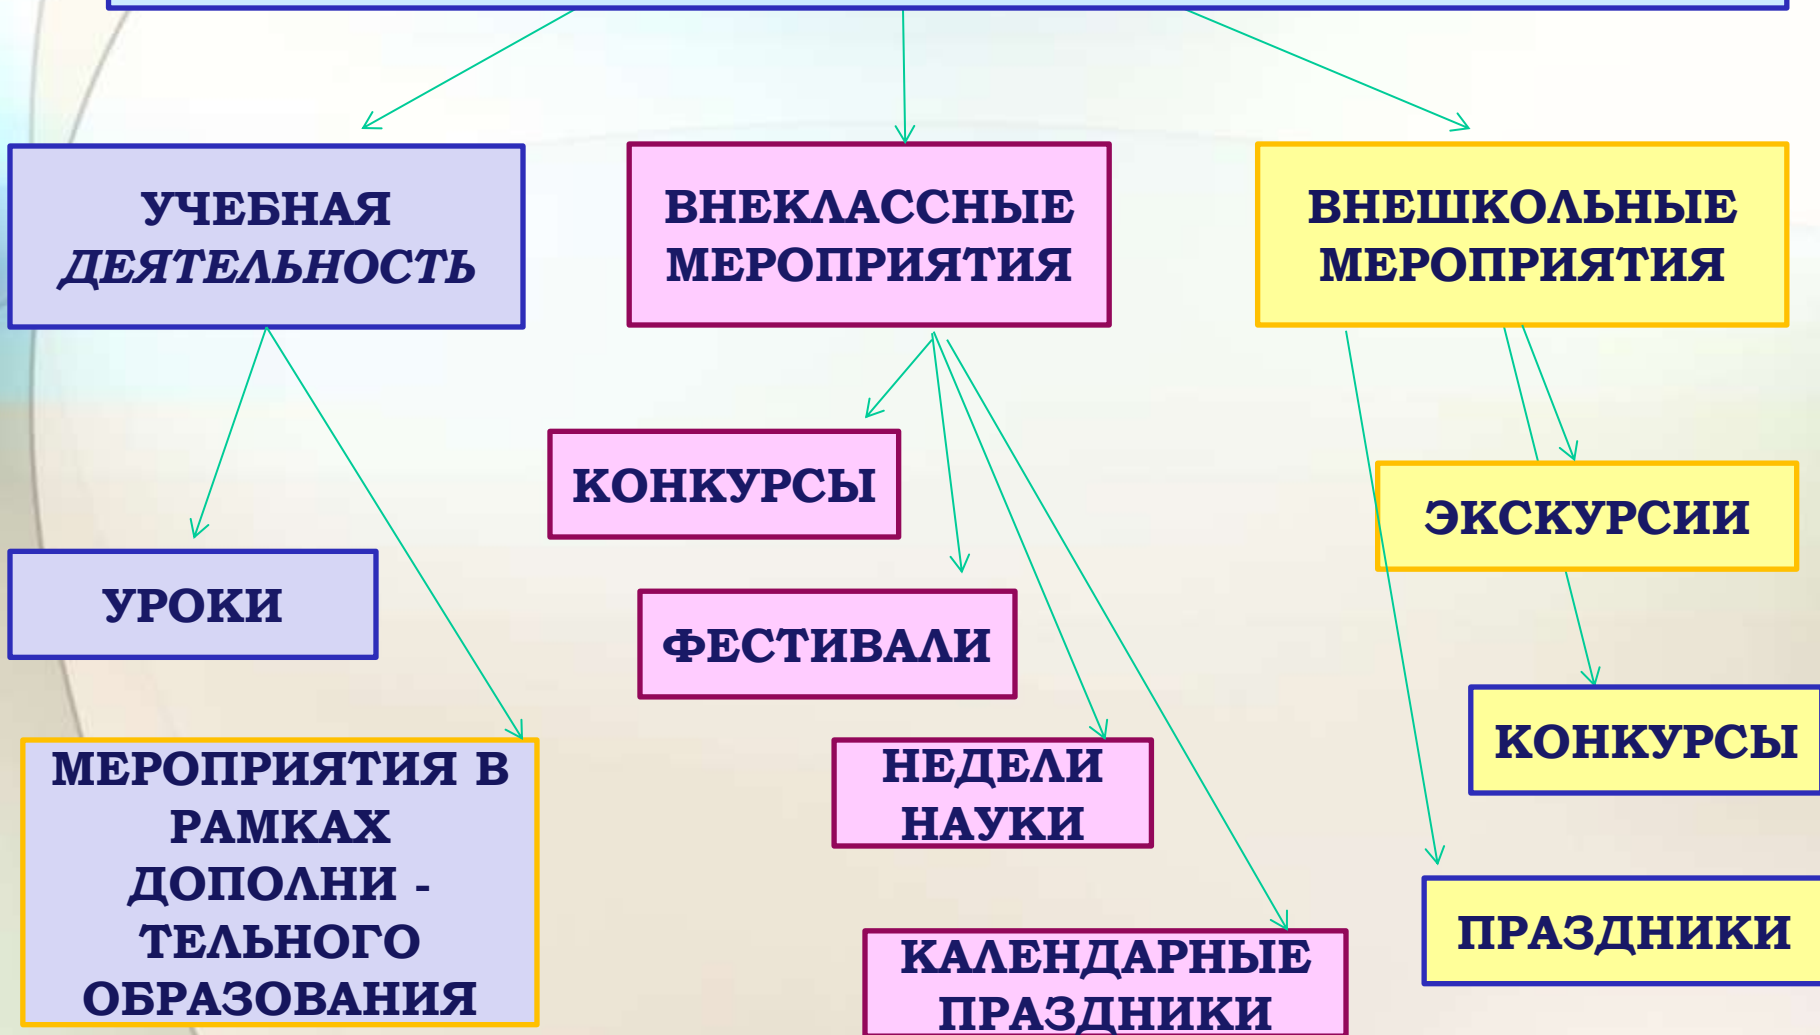 УЧЕБНАЯ
ДЕЯТЕЛЬНОСТЬ
ВНЕКЛАССНЫЕ
МЕРОПРИЯТИЯ
ВНЕШКОЛЬНЫЕ
МЕРОПРИЯТИЯ
КОНКУРСЫ
ЭКСКУРСИИ
УРОКИ
ФЕСТИВАЛИ
МЕРОПРИЯТИЯ В
РАМКАХ
ДОПОЛНИ -
ТЕЛЬНОГО
ОБРАЗОВАНИЯ
НЕДЕЛИ
НАУКИ
КОНКУРСЫ
КАЛЕНДАРНЫЕ
ПРАЗДНИКИ
ПРАЗДНИКИ